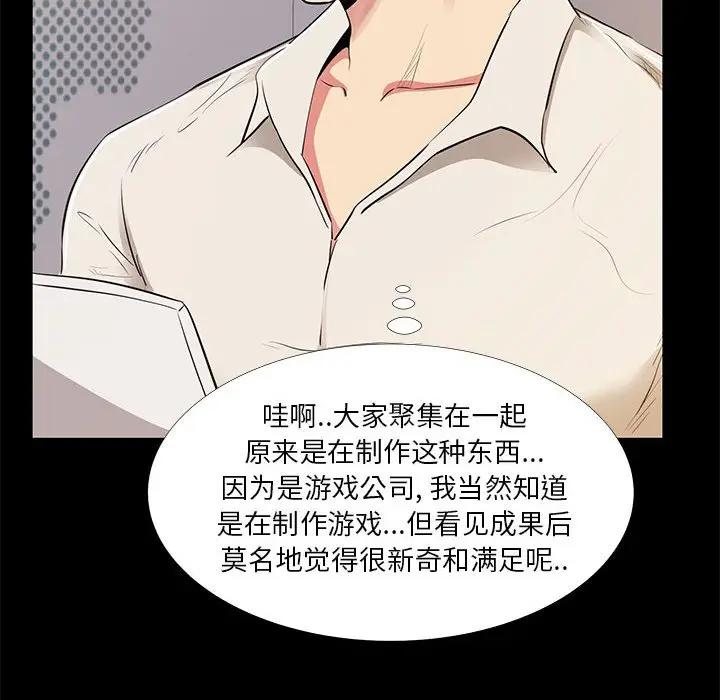 哇啊..大家聚集在一起
原来是在制作这种东西...
因为是游戏公司, 我当然知道
是在制作游戏...但看见成果后
莫名地觉得很新奇和满足呢..